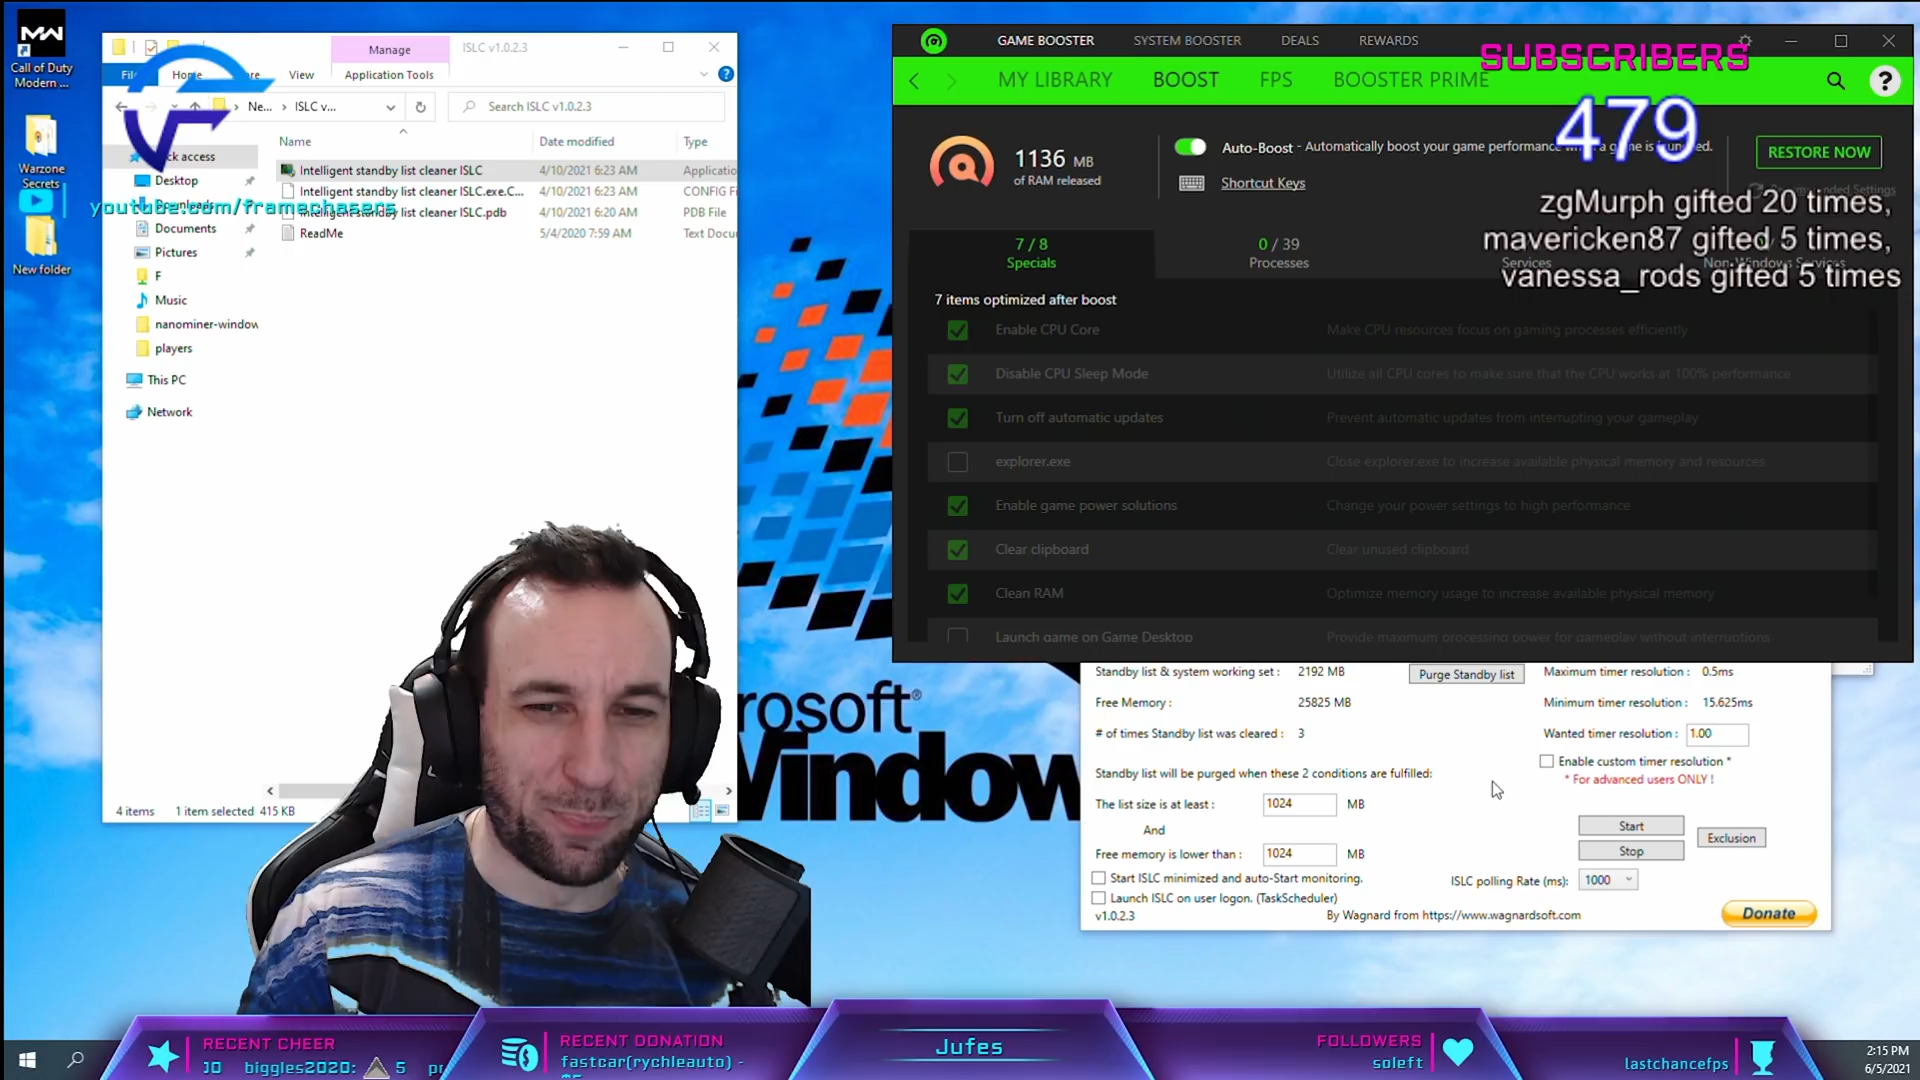 Call of Duty
Modern ...
Warzone
Secrets
New folder
Manage
ISLC v1.0.2.3
View
Application Tools
Ne...
ISLC v...
Search ISLC v1.0.2.3
Name
Date modified
Type
Intelligent standby list cleaner ISLC
4/10/2021 6:23 AM
Applicatio
Intelligent standby list cleaner ISLC.exe.C...
4/10/2021 6:23 AM
CONFIG Fi
Intelligent standby list cleaner ISLC.pdb
4/10/2021 6:20 AM
PDB File
ReadMe
5/4/2020 7:59 AM
Text Docu
Desktop
youtube.com/framechasers
Documents
Pictures
F
Music
nanominer-window
players
This PC
Network
4 items
1 item selected 415 KB
GAME BOOSTER
SYSTEM BOOSTER
DEALS
REWARDS
MY LIBRARY
BOOST
FPS
BOOSTER PRIME
SUBSCRIBERS
479
zgMurph gifted 20 times,
mavericken87 gifted 5 times,
vanessa_rods gifted 5 times
1136 MB
of RAM released
Auto-Boost - Automatically boost your game performance
Shortcut Keys
RESTORE NOW
7 / 8
Specials
0 / 39
Processes
Services
7 items optimized after boost
Enable CPU Core
Make CPU resources focus on gaming processes efficiently
Disable CPU Sleep Mode
Utilize all CPU cores to make sure that the CPU works at 100% performance
Turn off automatic updates
Prevent automatic updates from interrupting your gameplay
explorer.exe
Close explorer.exe to increase available physical memory and resources
Enable game power solutions
Change your power settings to high performance
Clear clipboard
Clear unused clipboard
Clean RAM
Optimize memory usage to increase available physical memory
Launch game on Game Desktop
Provide maximum processing power for gameplay without interruptions
rosoft®
Window
Standby list & system working set : 2192 MB
Purge Standby list
Maximum timer resolution : 0.5ms
Free Memory : 25825 MB
Minimum timer resolution : 15.625ms
# of times Standby list was cleared : 3
Wanted timer resolution : 1.00
Enable custom timer resolution *
* For advanced users ONLY !
Standby list will be purged when these 2 conditions are fulfilled:
The list size is at least : 1024 MB
And
Free memory is lower than : 1024 MB
Start
Stop
Exclusion
Start ISLC minimized and auto-Start monitoring.
ISLC polling Rate (ms): 1000
Launch ISLC on user logon. (TaskScheduler)
v1.0.2.3
By Wagnard from https://www.wagnardsoft.com
Donate
RECENT CHEER
biggles2020:
5
RECENT DONATION
fastcar(rychleauto) -
Jufes
FOLLOWERS
soleft
lastchancefps
2:15 PM
6/5/2021